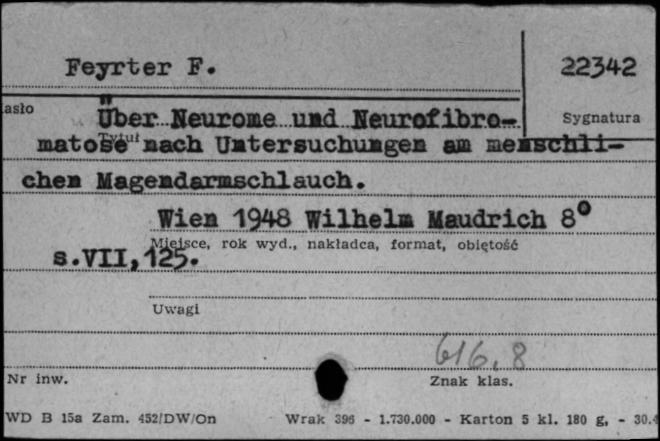 Feyrter F.
22342
asło
Über Neurome und Neurofibro-
Sygnatura
Tytuł
matose nach Untersuchungen am menschli-
chen Magendarmschlauch.
Wien 1948 Wilhelm Maudrich 8°
Miejsce, rok wyd., nakładca, format, objętość
s.VII,125.
Uwagi
616.8
Nr inw.
Znak klas.
WD B 15a Zam. 452/DW/On Wrak 396 - 1.730.000 - Karton 5 kl. 180 g, - 30.4